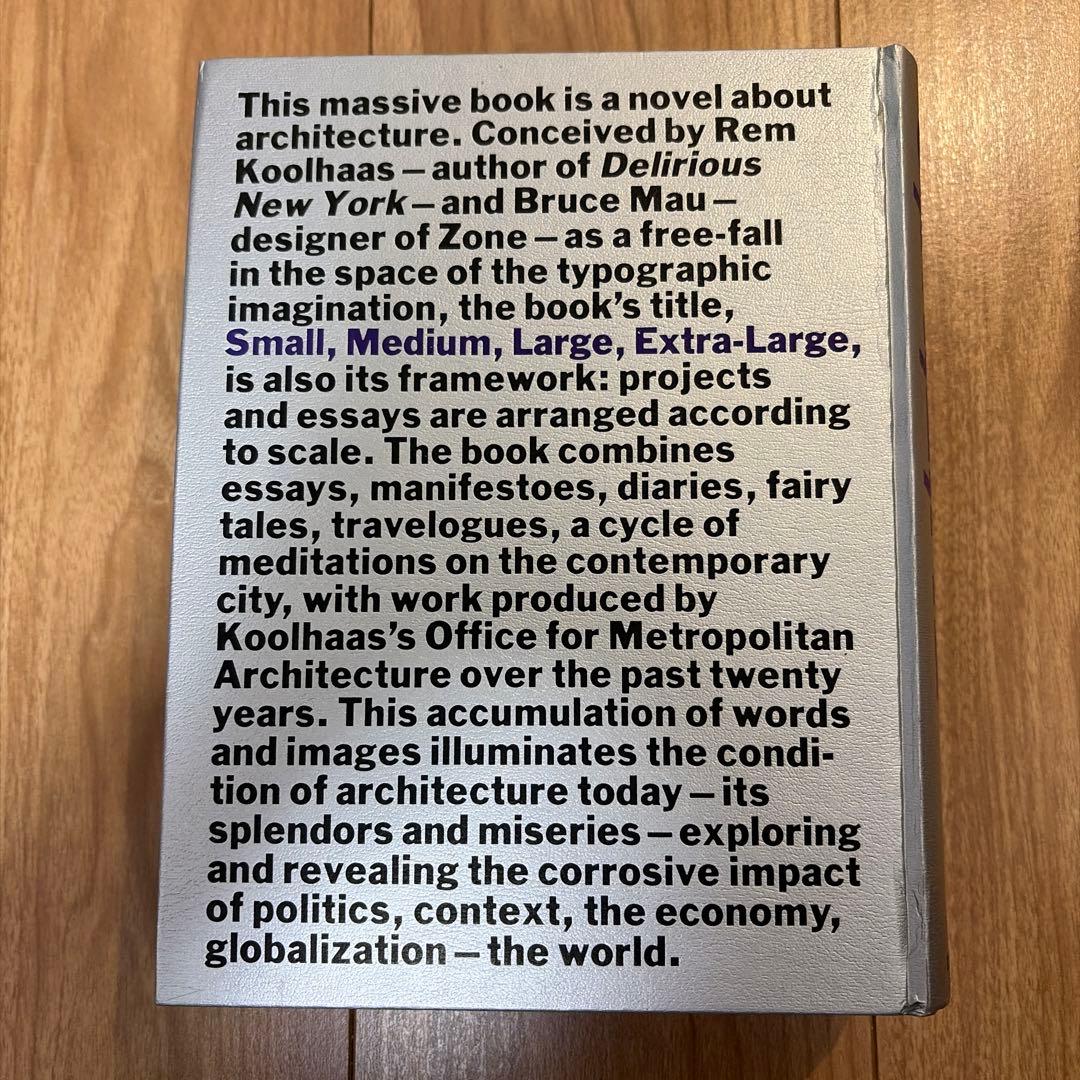 This massive book is a novel about
architecture. Conceived by Rem
Koolhaas – author of Delirious
New York – and Bruce Mau –
designer of Zone – as a free-fall
in the space of the typographic
imagination, the book's title,
Small, Medium, Large, Extra-Large,
is also its framework: projects
and essays are arranged according
to scale. The book combines
essays, manifestoes, diaries, fairy
tales, travelogues, a cycle of
meditations on the contemporary
city, with work produced by
Koolhaas's Office for Metropolitan
Architecture over the past twenty
years. This accumulation of words
and images illuminates the condi-
tion of architecture today – its
splendors and miseries – exploring
and revealing the corrosive impact
of politics, context, the economy,
globalization – the world.